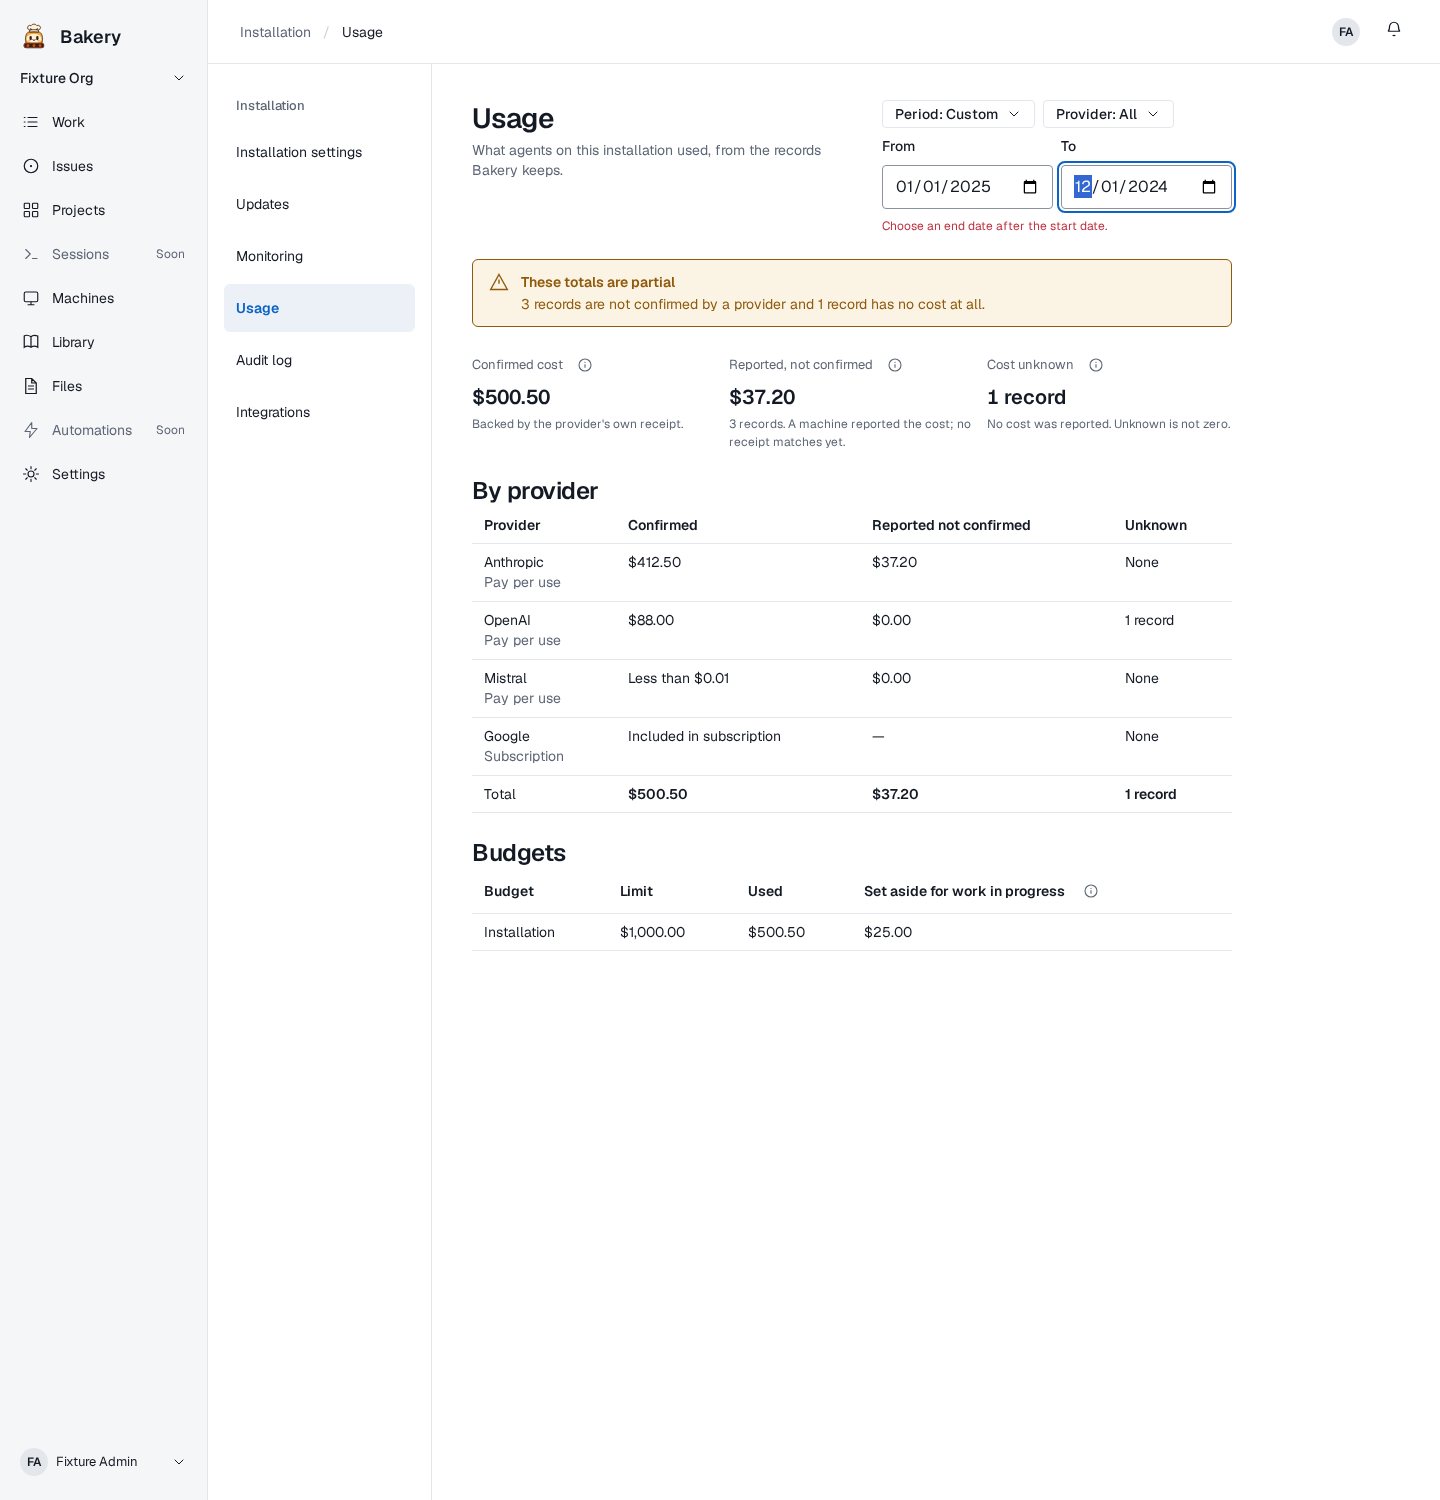 Bakery
Fixture Org
Work
Issues
Projects
Sessions Soon
Machines
Library
Files
Automations Soon
Settings
FA Fixture Admin
Installation / Usage
FA
Installation
Installation settings
Updates
Monitoring
Usage
Audit log
Integrations
Usage
What agents on this installation used, from the records
Bakery keeps.
Period: Custom Provider: All
From To
01/01/2025 12/01/2024
Choose an end date after the start date.
These totals are partial
3 records are not confirmed by a provider and 1 record has no cost at all.
Confirmed cost
$500.50
Backed by the provider's own receipt.
Reported, not confirmed
$37.20
3 records. A machine reported the cost; no
receipt matches yet.
Cost unknown
1 record
No cost was reported. Unknown is not zero.
By provider
Provider Confirmed Reported not confirmed Unknown
Anthropic $412.50 $37.20 None
Pay per use
OpenAI $88.00 $0.00 1 record
Pay per use
Mistral Less than $0.01 $0.00 None
Pay per use
Google Included in subscription — None
Subscription
Total $500.50 $37.20 1 record
Budgets
Budget Limit Used Set aside for work in progress
Installation $1,000.00 $500.50 $25.00